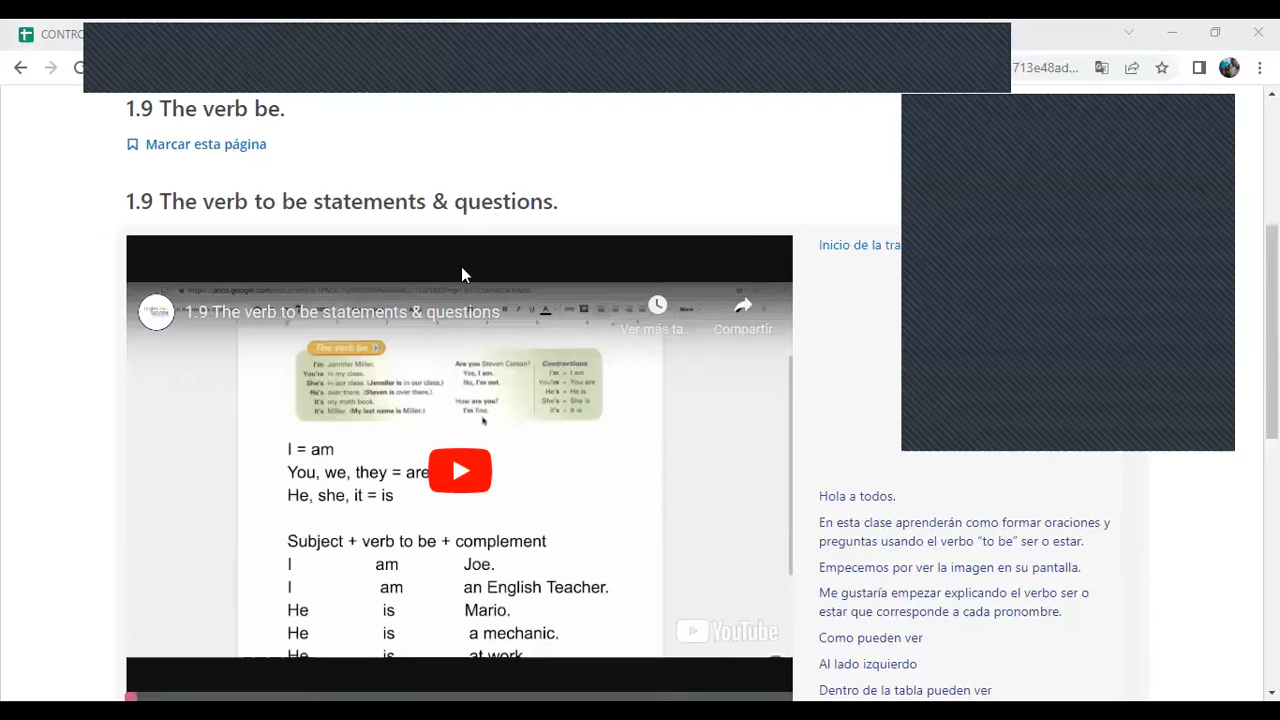 CONTRO
713e48ad...
1.9 The verb be.
Marcar esta página
1.9 The verb to be statements & questions.
Inicio de la tra
1.9 The verb to be statements & questions
Ver más ta...
Compartir
More
The verb be
I'm Jennifer Miller.
You're in my class.
She's in our class. (Jennifer is in our class.)
He's over there. (Steven is over there.)
It's my math book.
It's Miller. (My last name is Miller.)
Are you Steven Carson?
Yes, I am.
No, I'm not.
How are you?
I'm fine.
Contractions
I'm = I am
You're = You are
He's = He is
She's = She is
It's = It is
I = am
You, we, they = are
He, she, it = is
Subject + verb to be + complement
I am Joe.
I am an English Teacher.
He is Mario.
He is a mechanic.
He is at work
YouTube
Hola a todos.
En esta clase aprenderán como formar oraciones y
preguntas usando el verbo “to be” ser o estar.
Empecemos por ver la imagen en su pantalla.
Me gustaría empezar explicando el verbo ser o
estar que corresponde a cada pronombre.
Como pueden ver
Al lado izquierdo
Dentro de la tabla pueden ver